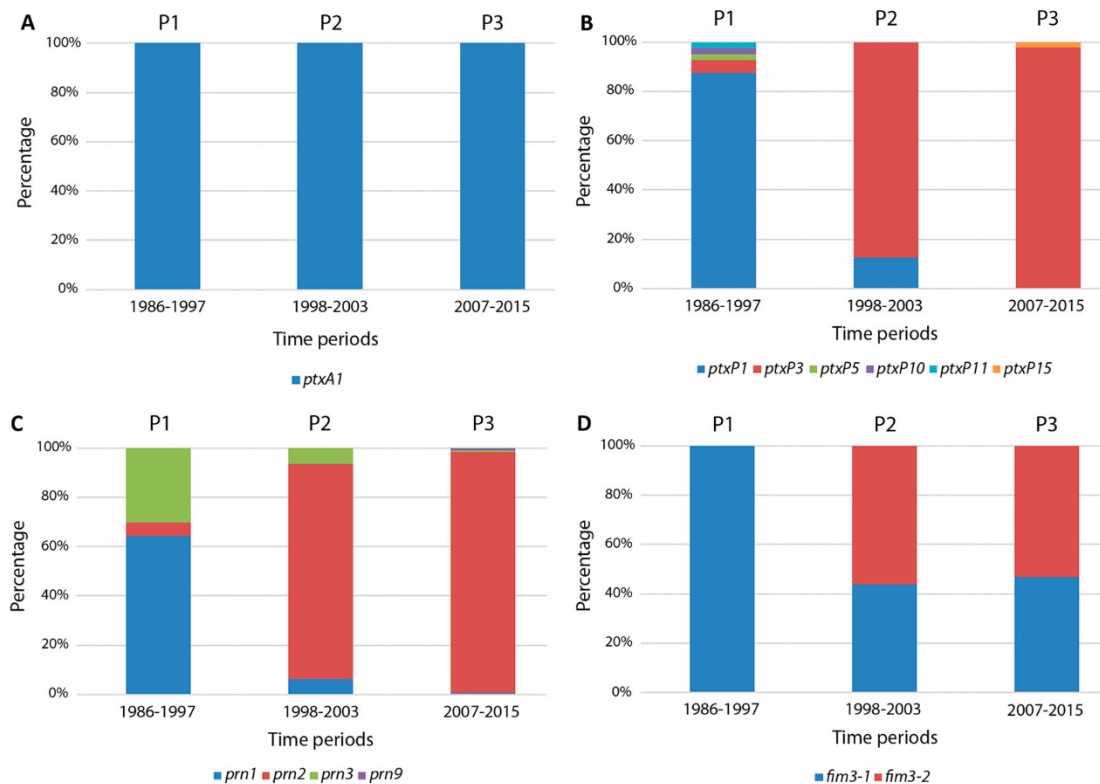 A
P1 P2 P3
100%
80%
60%
40%
20%
0%
Percentage
1986-1997 1998-2003 2007-2015
Time periods
ptxA1
B
P1 P2 P3
100%
80%
60%
40%
20%
0%
Percentage
1986-1997 1998-2003 2007-2015
Time periods
ptxP1 ptxP3 ptxP5 ptxP10 ptxP11 ptxP15
C
P1 P2 P3
100%
80%
60%
40%
20%
0%
Percentage
1986-1997 1998-2003 2007-2015
Time periods
prn1 prn2 prn3 prn9
D
P1 P2 P3
100%
80%
60%
40%
20%
0%
Percentage
1986-1997 1998-2003 2007-2015
Time periods
fim3-1 fim3-2